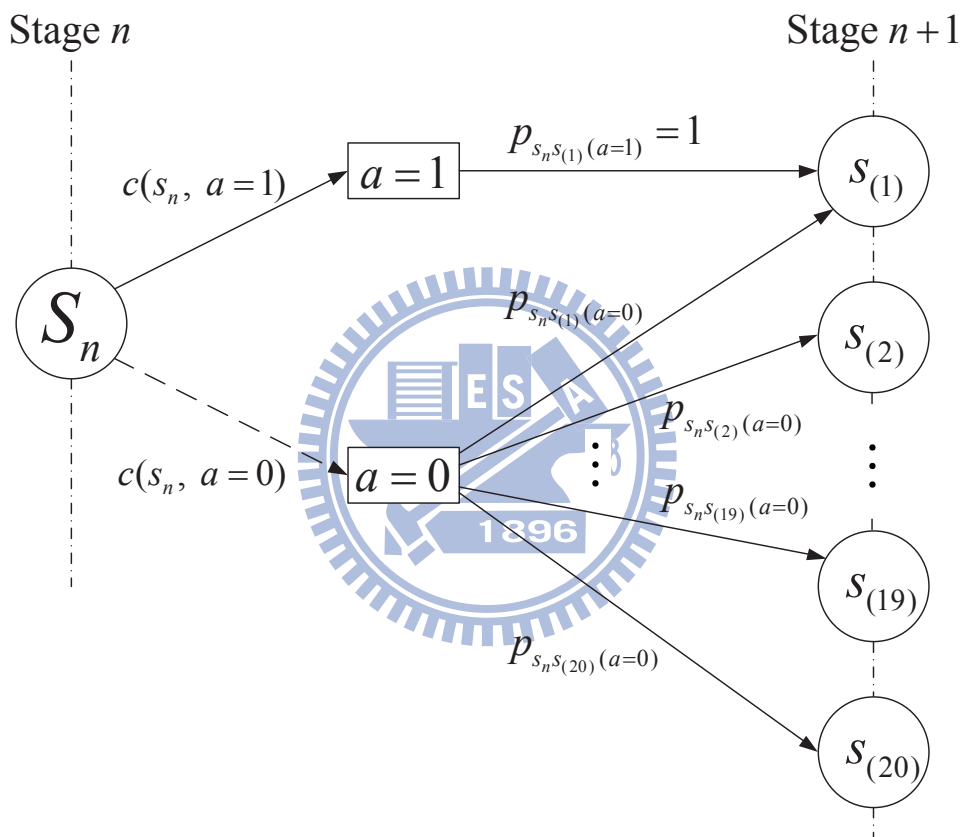 Stage n
Stage n+1
p_{s_n s_{(1)}(a=1)} = 1
c(s_n, a=1)
a=1
s_{(1)}
S_n
p_{s_n s_{(1)}(a=0)}
s_{(2)}
E S A
p_{s_n s_{(2)}(a=0)}
c(s_n, a=0)
a=0
⋮
⋮
p_{s_n s_{(19)}(a=0)}
1896
s_{(19)}
p_{s_n s_{(20)}(a=0)}
s_{(20)}